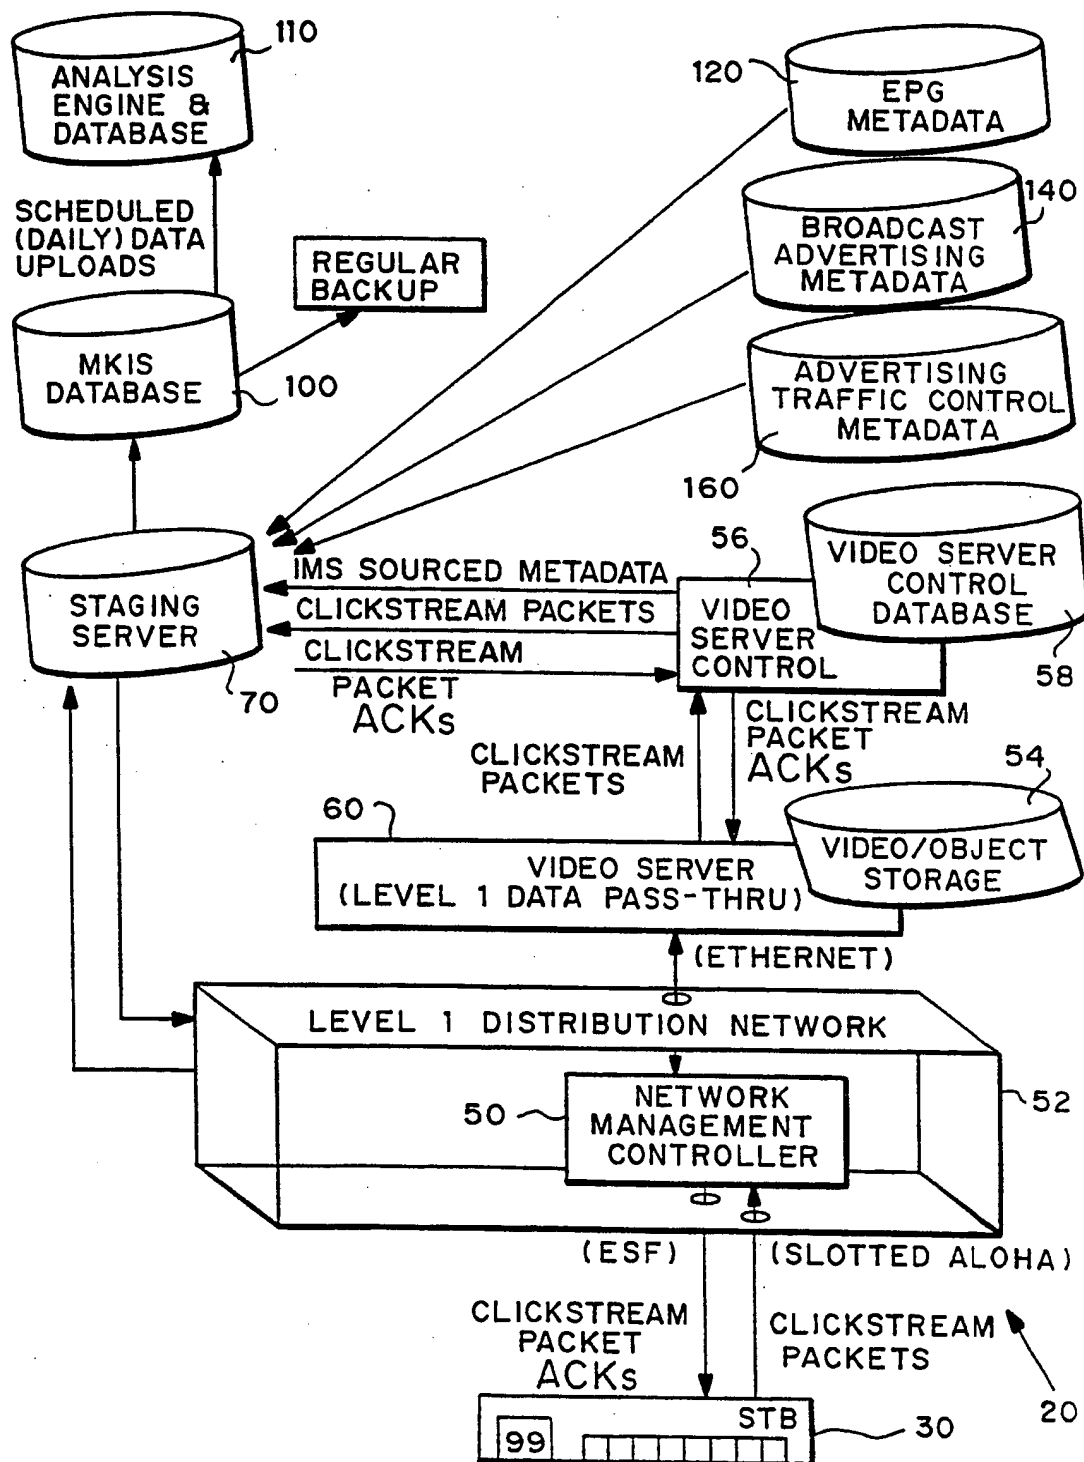 110
ANALYSIS
ENGINE &
DATABASE
120
EPG
METADATA
140
BROADCAST
ADVERTISING
METADATA
SCHEDULED
(DAILY) DATA
UPLOADS
REGULAR
BACKUP
MKIS
DATABASE
100
ADVERTISING
TRAFFIC CONTROL
METADATA
160
56
VIDEO SERVER
CONTROL
DATABASE
58
IMS SOURCED METADATA
CLICKSTREAM PACKETS
CLICKSTREAM
PACKET
ACKs
VIDEO
SERVER
CONTROL
STAGING
SERVER
70
CLICKSTREAM
PACKETS
CLICKSTREAM
PACKET
ACKs
54
60
VIDEO SERVER
(LEVEL 1 DATA PASS-THRU)
VIDEO/OBJECT
STORAGE
(ETHERNET)
LEVEL 1 DISTRIBUTION NETWORK
50
NETWORK
MANAGEMENT
CONTROLLER
52
(ESF)
(SLOTTED ALOHA)
CLICKSTREAM
PACKET
ACKs
CLICKSTREAM
PACKETS
20
STB
99
30